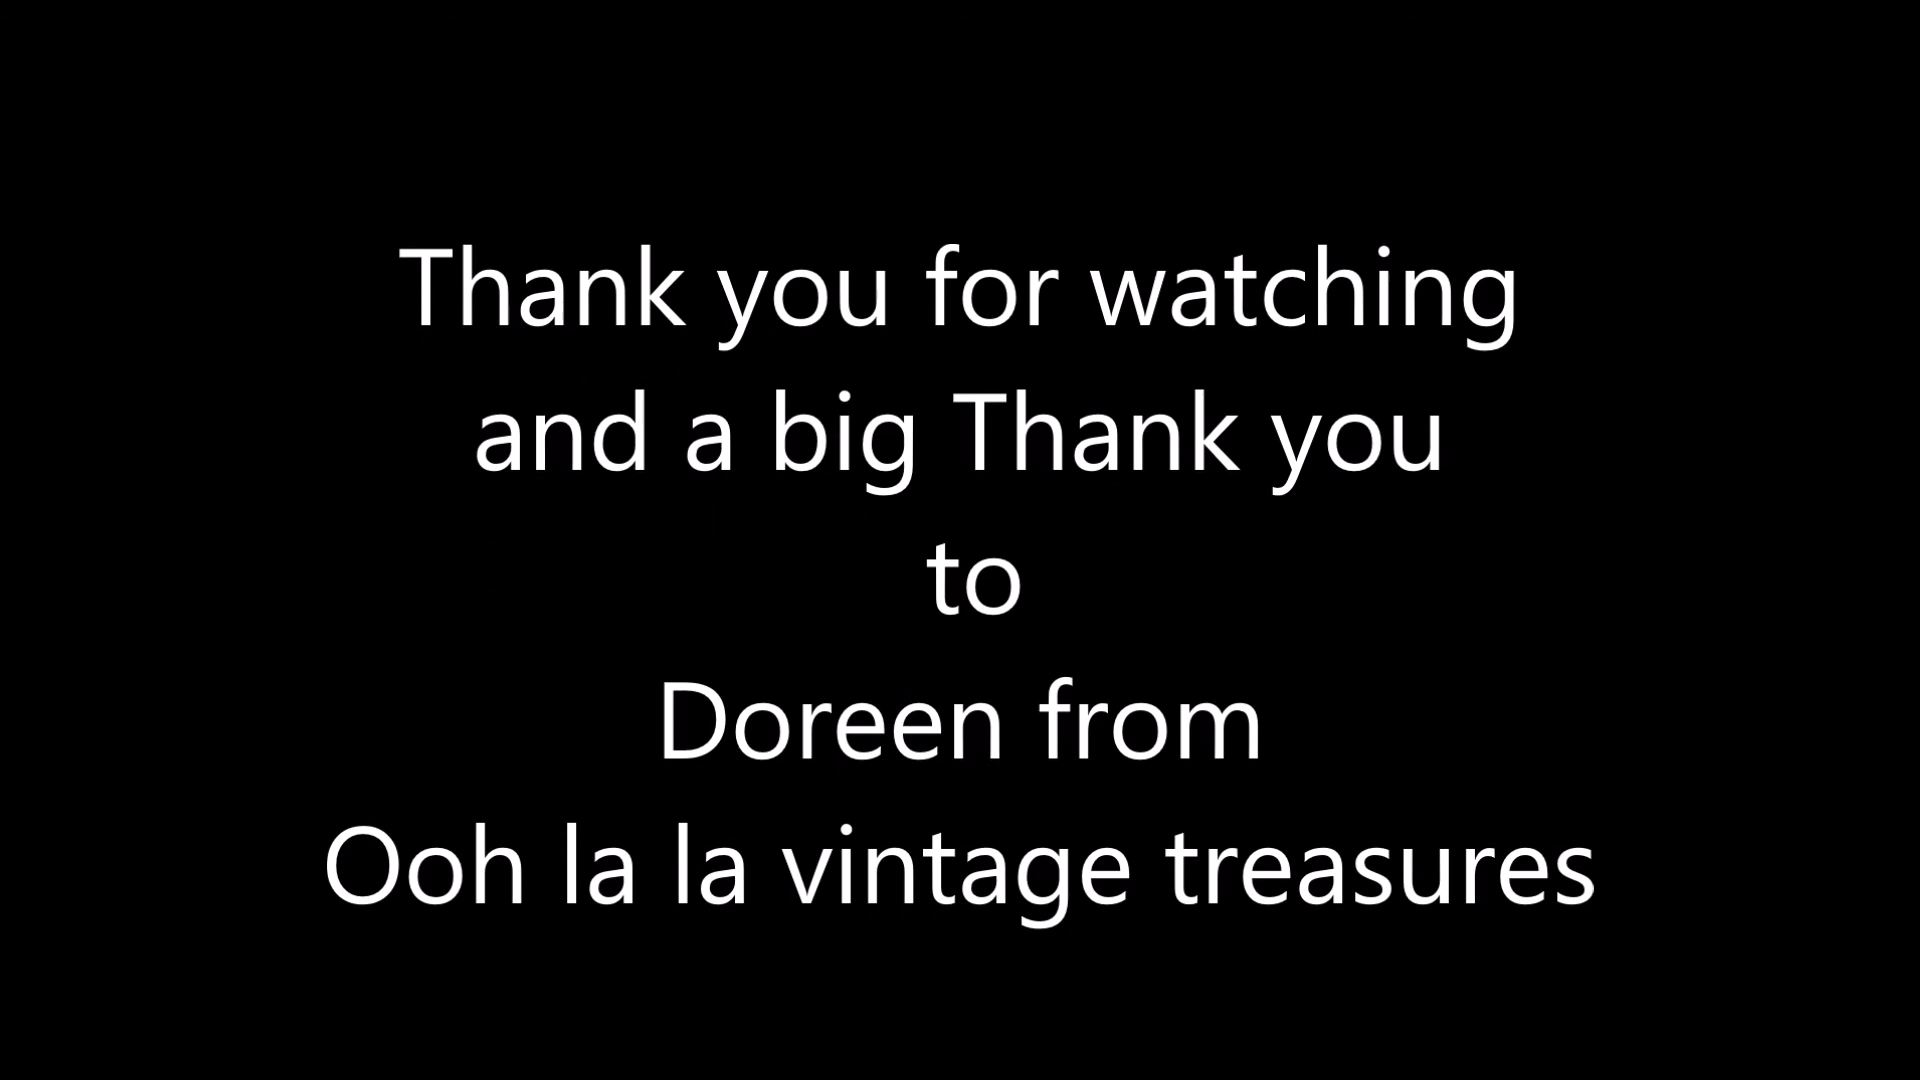 Thank you for watching
and a big Thank you
to
Doreen from
Ooh la la vintage treasures